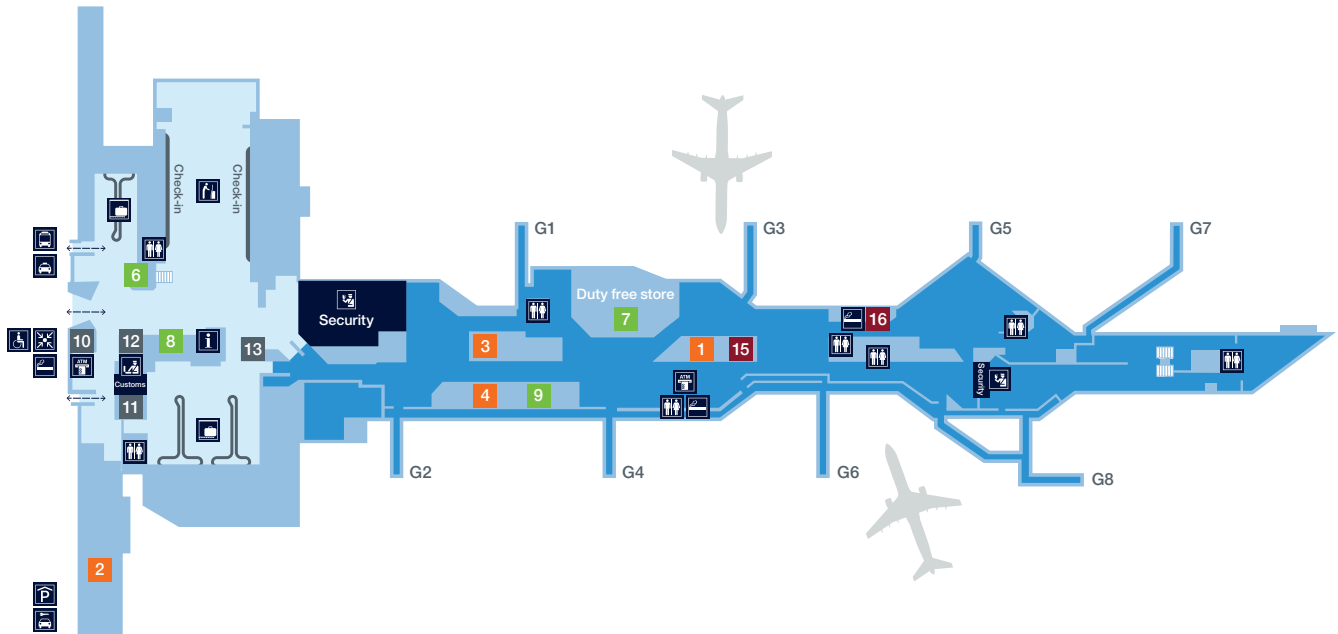 Check-in
Check-in
G1
G3
G5
G7
6
Duty free store
7
Security
16
10
12
8
i
13
3
1
15
ATM
Customs
ATM
Security
11
4
9
G2
G4
G6
G8
2
P